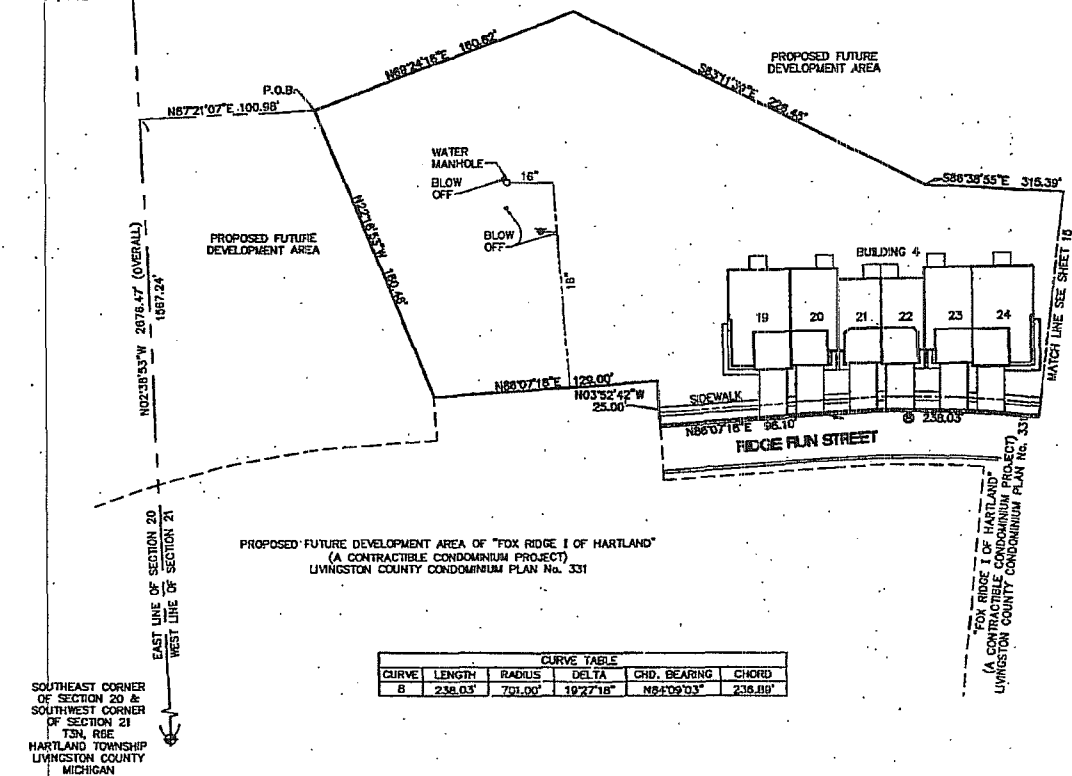 PROPOSED FUTURE
DEVELOPMENT AREA
N69°24'16"E 160.62'
S63°11'39"E 228.45'
P.O.B.
N87°21'07"E 100.98'
WATER
MANHOLE
BLOW
OFF
16"
S86°38'55"E 315.39'
N22°16'53"W 160.46'
PROPOSED FUTURE
DEVELOPMENT AREA
BLOW
OFF
16"
BUILDING 4
19 20 21 22 23 24
MATCH LINE SEE SHEET 15
N02°38'53"W 2678.47' (OVERALL)
1567.24'
N86°07'18"E 129.00'
N03°52'42"W
25.00'
SIDEWALK
N86°07'18"E 96.10'
B 238.03'
RIDGE RUN STREET
PROPOSED FUTURE DEVELOPMENT AREA OF "FOX RIDGE I OF HARTLAND"
(A CONTRACTIBLE CONDOMINIUM PROJECT)
LIVINGSTON COUNTY CONDOMINIUM PLAN No. 331
"FOX RIDGE I OF HARTLAND"
(A CONTRACTIBLE CONDOMINIUM PROJECT)
LIVINGSTON COUNTY CONDOMINIUM PLAN No. 331
EAST LINE OF SECTION 20
WEST LINE OF SECTION 21
CURVE TABLE
CURVE LENGTH RADIUS DELTA CHD. BEARING CHORD
B 238.03' 701.00' 19°27'18" N84°09'03" 236.89'
SOUTHEAST CORNER
OF SECTION 20 &
SOUTHWEST CORNER
OF SECTION 21
T3N, R6E
HARTLAND TOWNSHIP
LIVINGSTON COUNTY
MICHIGAN